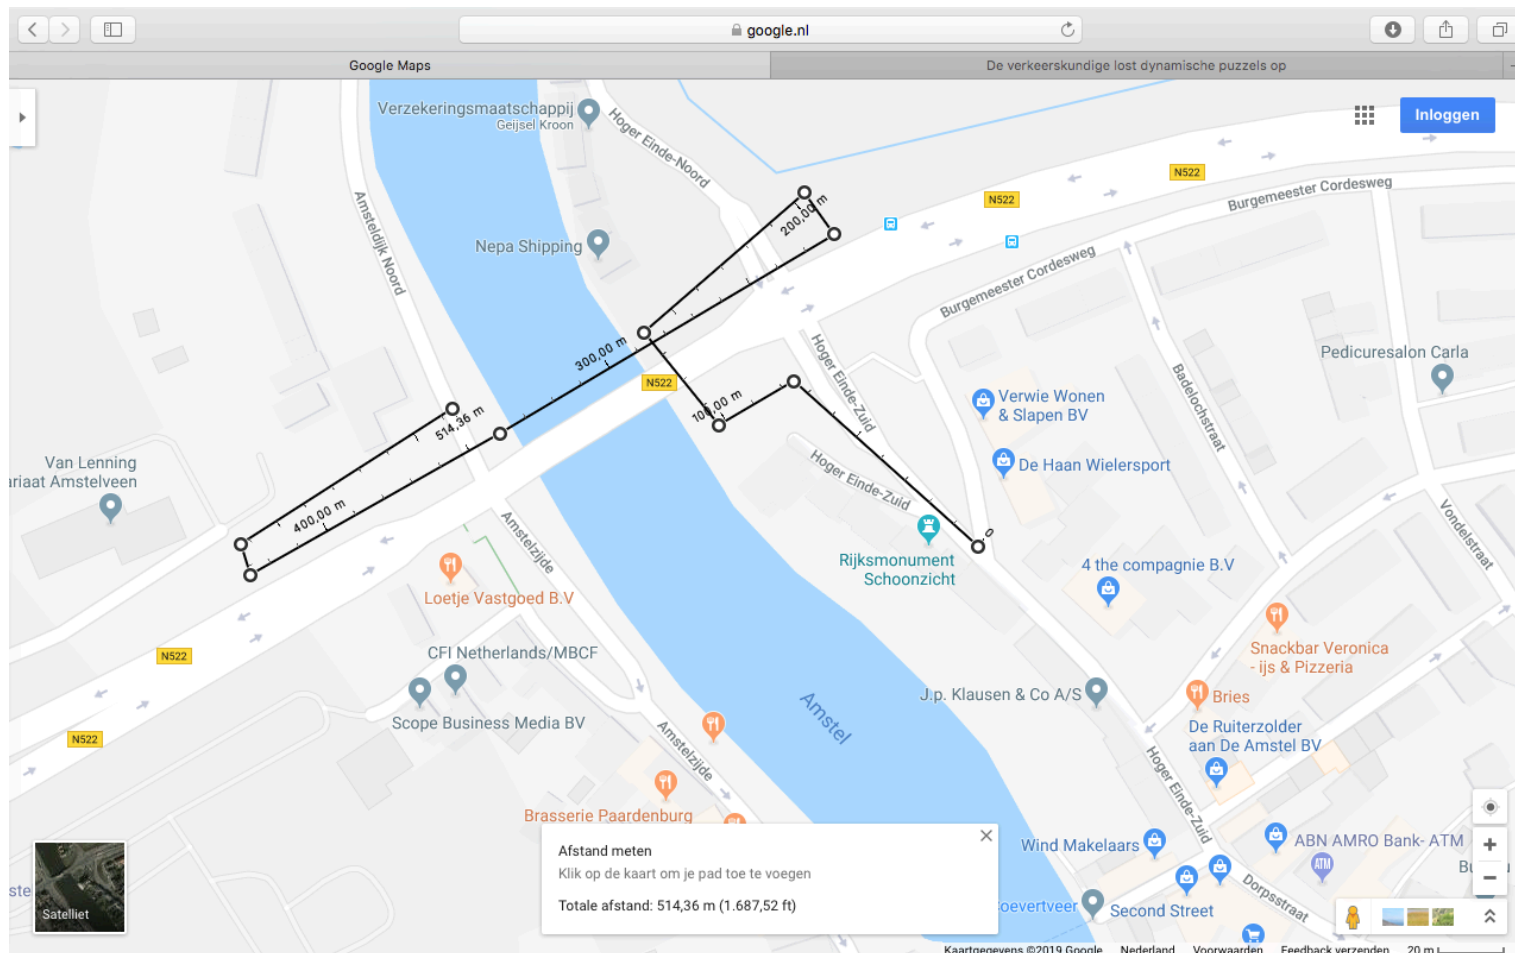 google.nl
Google Maps
De verkeerskundige lost dynamische puzzels op
Verzekeringsmaatschappij
Geijsel Kroon
Inloggen
Hoger Einde-Noord
N522
Burgemeester Cordesweg
N522
Amsteldijk Noord
200,00 m
Nepa Shipping
Burgemeester Cordesweg
300,00 m
Hoger Einde-Zuid
Pedicuresalon Carla
N522
Badelochstraat
100,00 m
Verwie Wonen
& Slapen BV
514,36 m
Van Lenning
ariaat Amstelveen
De Haan Wielersport
Hoger Einde-Zuid
400,00 m
Vondelstraat
Amstelzijde
0
Rijksmonument
Schoonzicht
4 the compagnie B.V
Loetje Vastgoed B.V
Snackbar Veronica
- ijs & Pizzeria
CFI Netherlands/MBCF
N522
J.p. Klausen & Co A/S
Bries
Scope Business Media BV
Amstel
De Ruiterzolder
aan De Amstel BV
N522
Amstelzijde
Hoger Einde-Zuid
Brasserie Paardenburg
Wind Makelaars
ABN AMRO Bank- ATM
ATM
Afstand meten
Klik op de kaart om je pad toe te voegen
Totale afstand: 514,36 m (1.687,52 ft)
Satelliet
oevertveer
Second Street
Dorpsstraat
Kaartgegevens ©2019 Google Nederland Voorwaarden Feedback verzenden 20 m